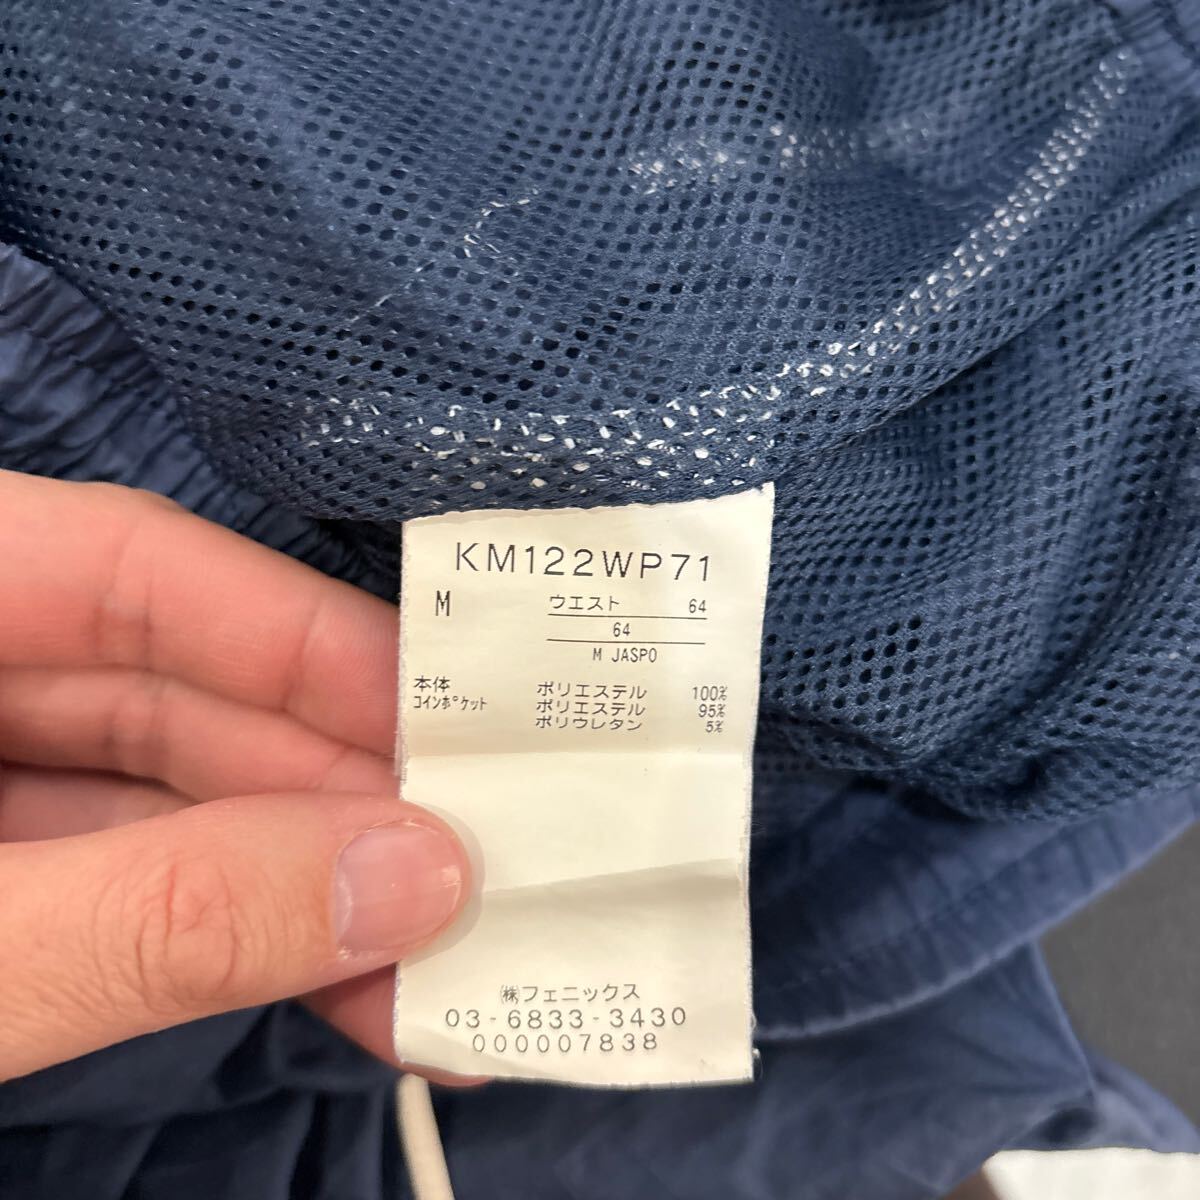 KM122WP71
M ウエスト 64
64
M JASPO
本体 ポリエステル 100%
コインポケット ポリエステル 95%
ポリウレタン 5%
㈱フェニックス
03-6833-3430
000007838